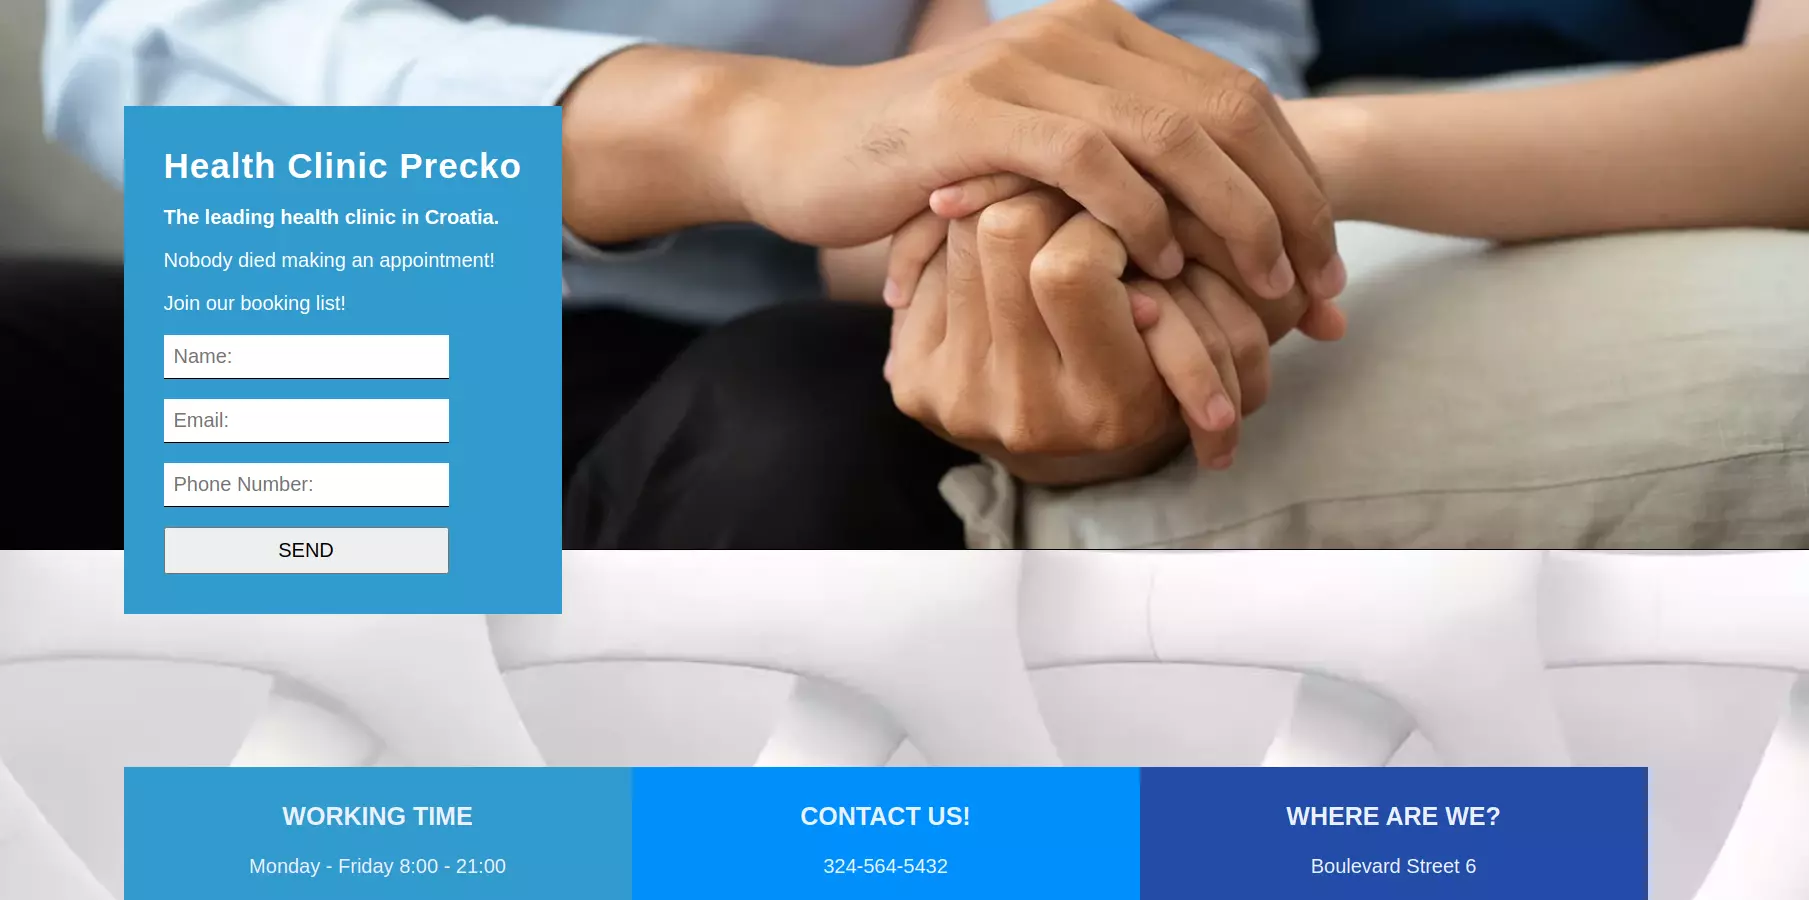 Health Clinic Precko
The leading health clinic in Croatia.
Nobody died making an appointment!
Join our booking list!
Name:
Email:
Phone Number:
SEND
WORKING TIME
Monday - Friday 8:00 - 21:00
CONTACT US!
324-564-5432
WHERE ARE WE?
Boulevard Street 6